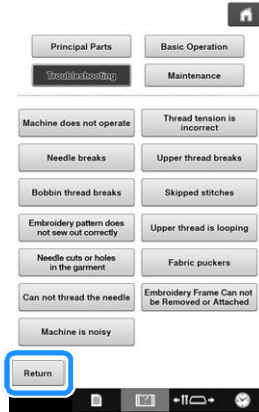 Principal Parts
Basic Operation
Troubleshooting
Maintenance
Machine does not operate
Thread tension is
incorrect
Needle breaks
Upper thread breaks
Bobbin thread breaks
Skipped stitches
Embroidery pattern does
not sew out correctly
Upper thread is looping
Needle cuts or holes
in the garment
Fabric puckers
Can not thread the needle
Embroidery Frame Can not
be Removed or Attached
Machine is noisy
Return